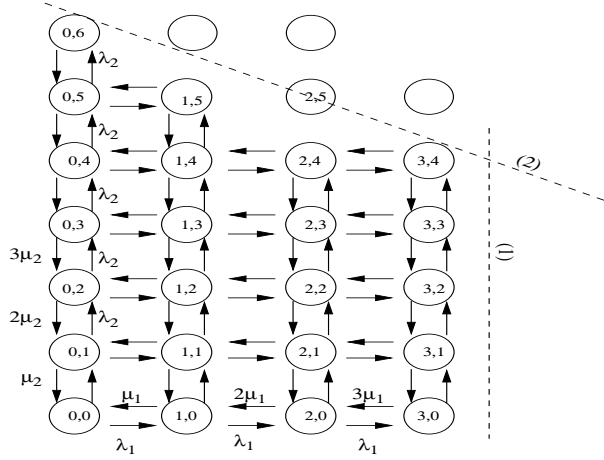 0,6
λ2
0,5 1,5 2,5
λ2
0,4 1,4 2,4 3,4 (2)
λ2
0,3 1,3 2,3 3,3 (1)
3μ2 λ2
0,2 1,2 2,2 3,2
2μ2 λ2
0,1 1,1 2,1 3,1
μ2 μ1 2μ1 3μ1
0,0 1,0 2,0 3,0
λ1 λ1 λ1